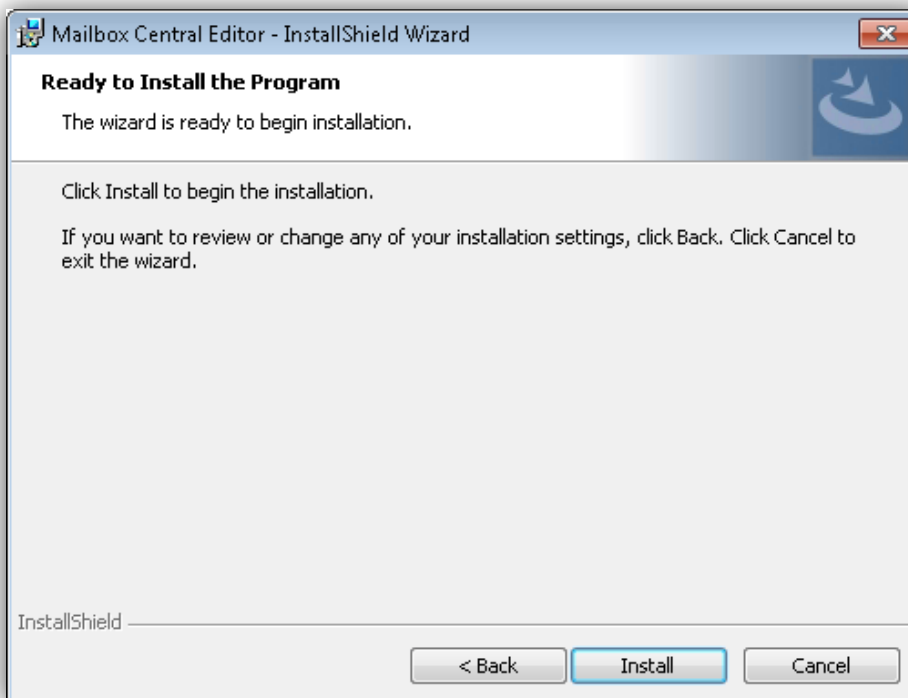 Mailbox Central Editor - InstallShield Wizard
Ready to Install the Program
The wizard is ready to begin installation.
Click Install to begin the installation.
If you want to review or change any of your installation settings, click Back. Click Cancel to
exit the wizard.
InstallShield
< Back
Install
Cancel